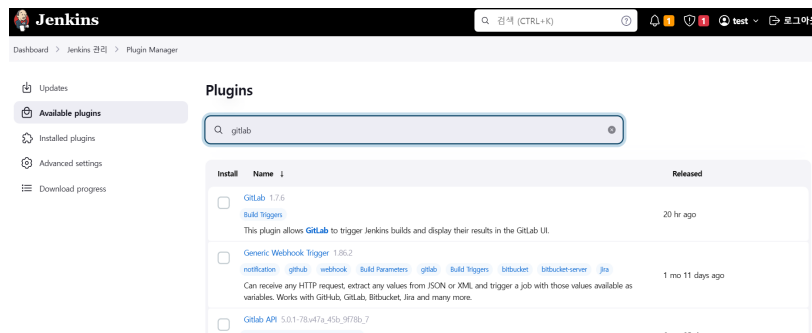 Jenkins
검색 (CTRL+K)
1
1
test
로그아웃
Dashboard > Jenkins 관리 > Plugin Manager
Updates
Available plugins
Installed plugins
Advanced settings
Download progress
Plugins
gitlab
Install Name ↓ Released
GitLab 1.7.6
Build Triggers
20 hr ago
This plugin allows GitLab to trigger Jenkins builds and display their results in the GitLab UI.
Generic Webhook Trigger 1.86.2
notification github webhook Build Parameters gitlab Build Triggers bitbucket bitbucket-server jira
1 mo 11 days ago
Can receive any HTTP request, extract any values from JSON or XML and trigger a job with those values available as
variables. Works with GitHub, GitLab, Bitbucket, Jira and many more.
Gitlab API 5.0.1-78.v47a_45b_9f78b_7